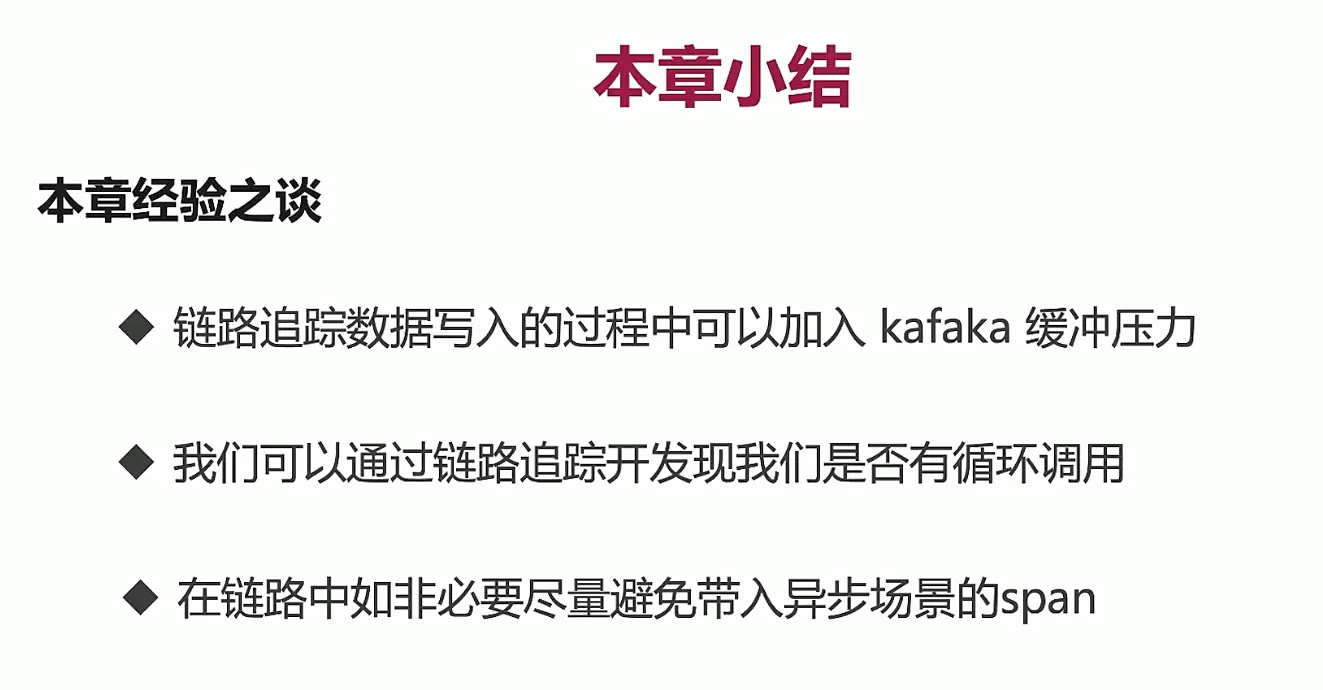 本章小结
本章经验之谈
◆ 链路追踪数据写入的过程中可以加入 kafaka 缓冲压力
◆ 我们可以通过链路追踪开发现我们是否有循环调用
◆ 在链路中如非必要尽量避免带入异步场景的span